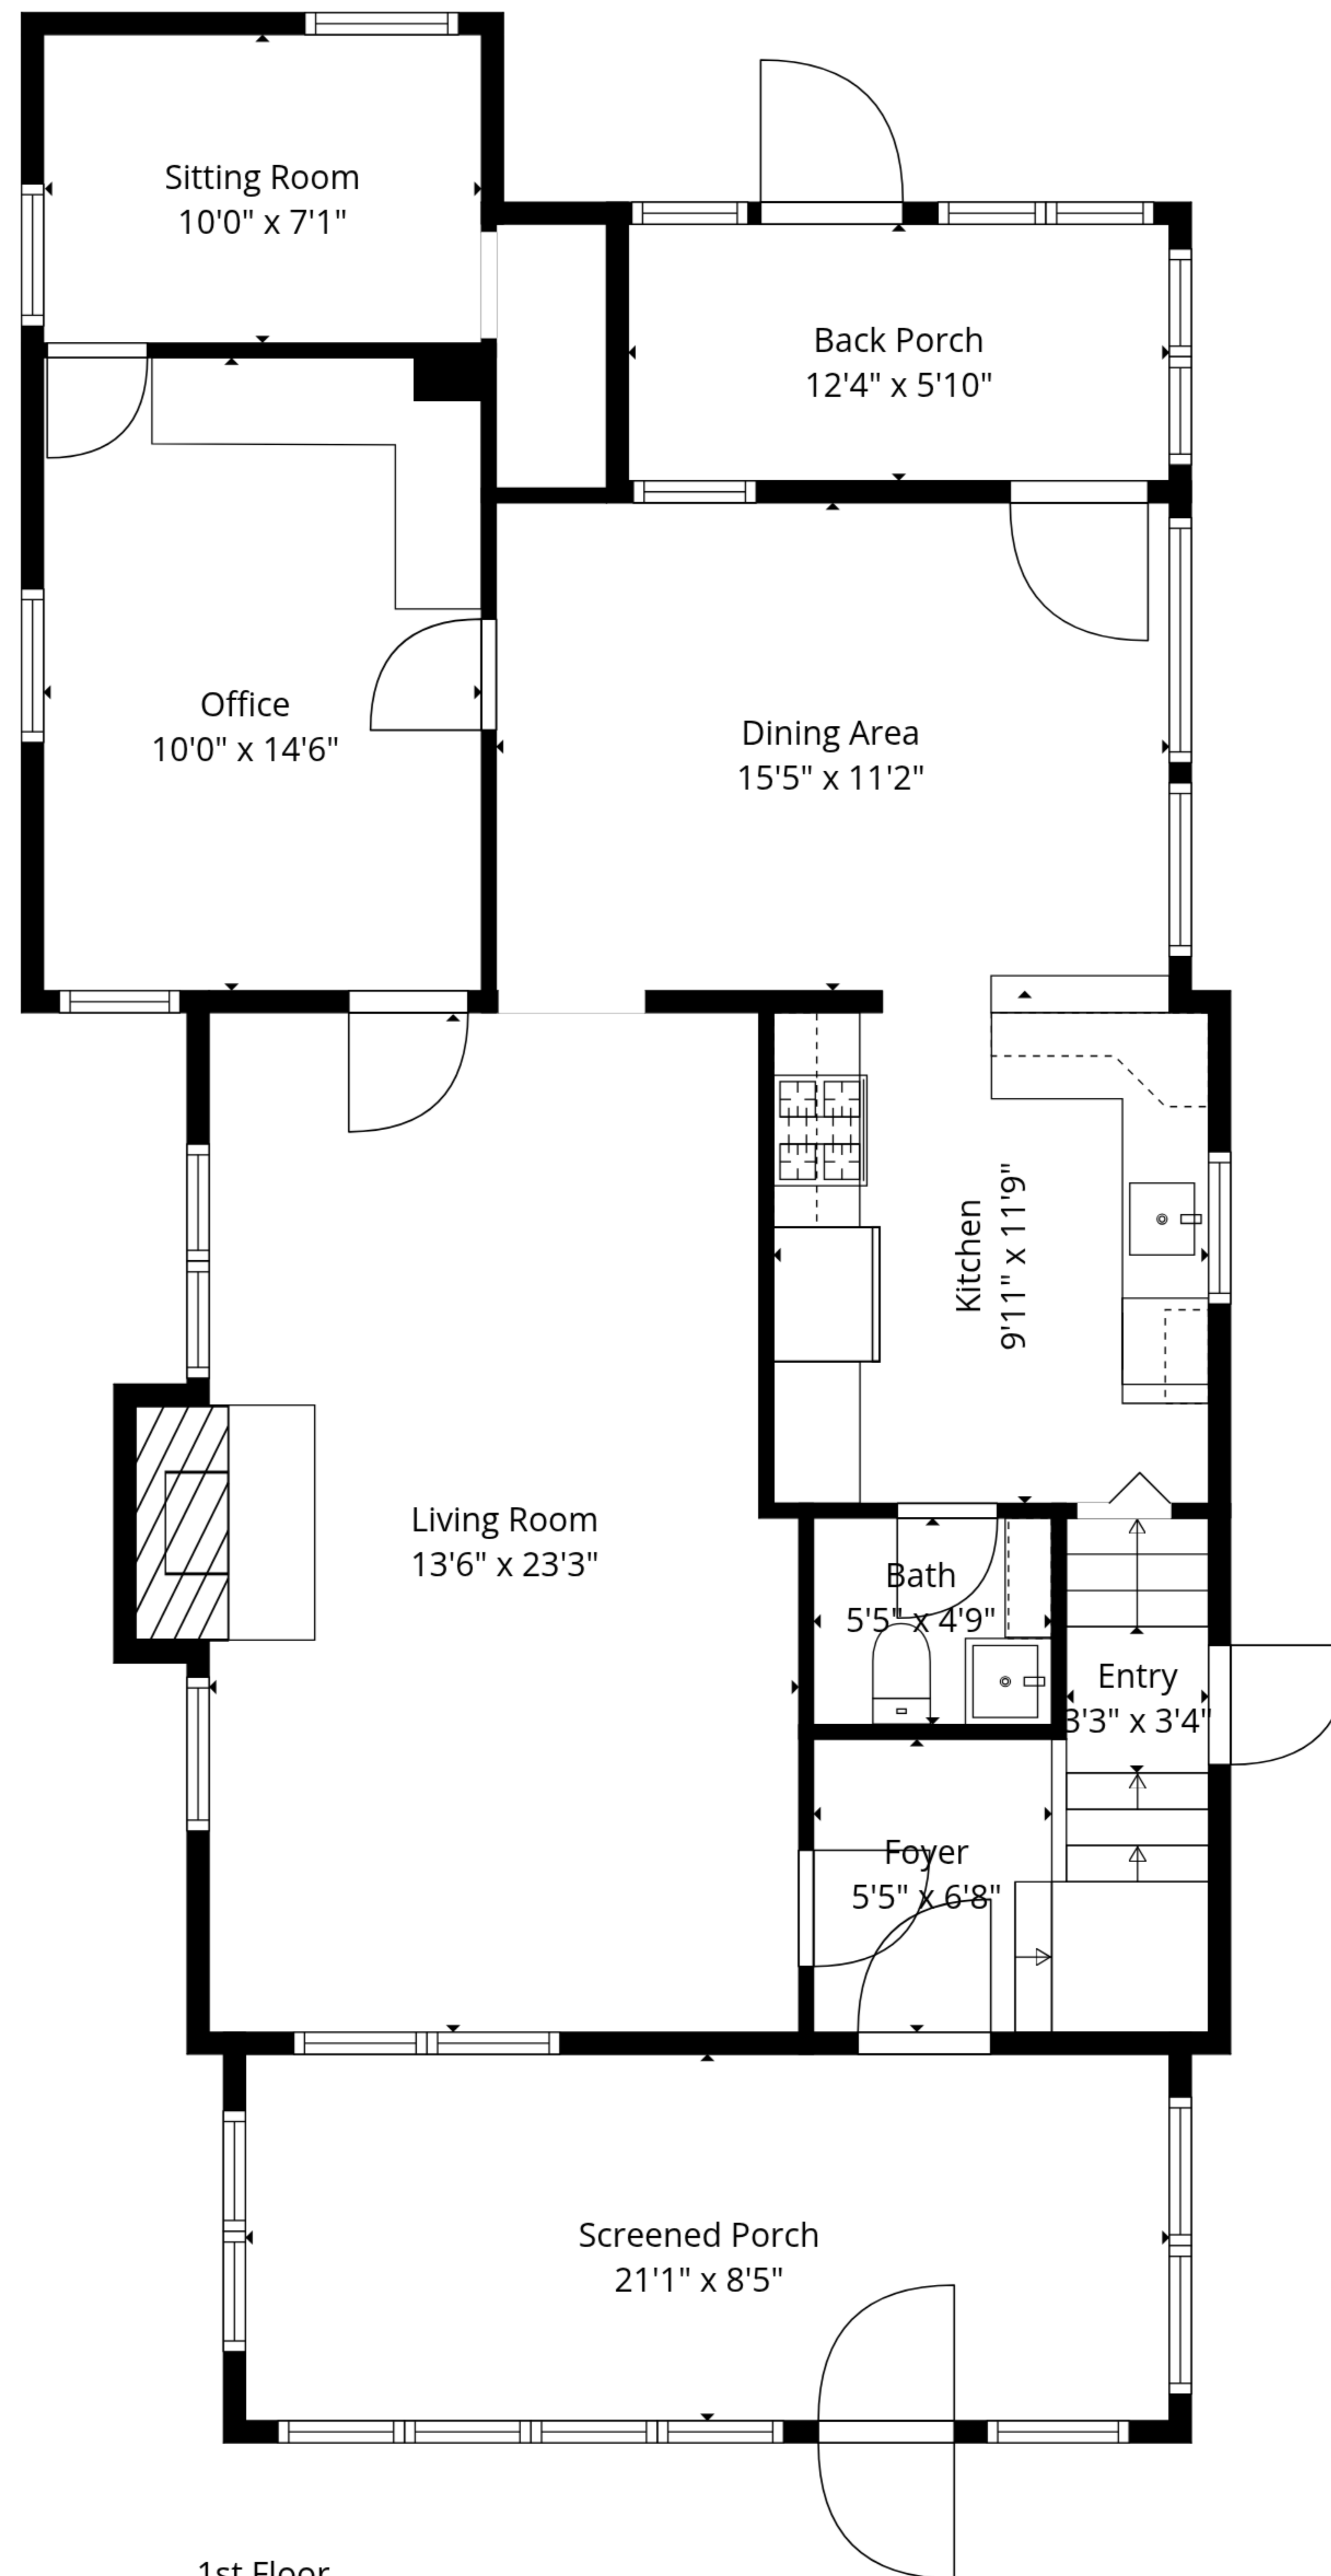 Sitting Room
10'0" x 7'1"
Back Porch
12'4" x 5'10"
Office
10'0" x 14'6"
Dining Area
15'5" x 11'2"
Kitchen
9'11" x 11'9"
Living Room
13'6" x 23'3"
Bath
5'5" x 4'9"
Entry
3'3" x 3'4"
Foyer
5'5" x 6'8"
Screened Porch
21'1" x 8'5"
1st Floor